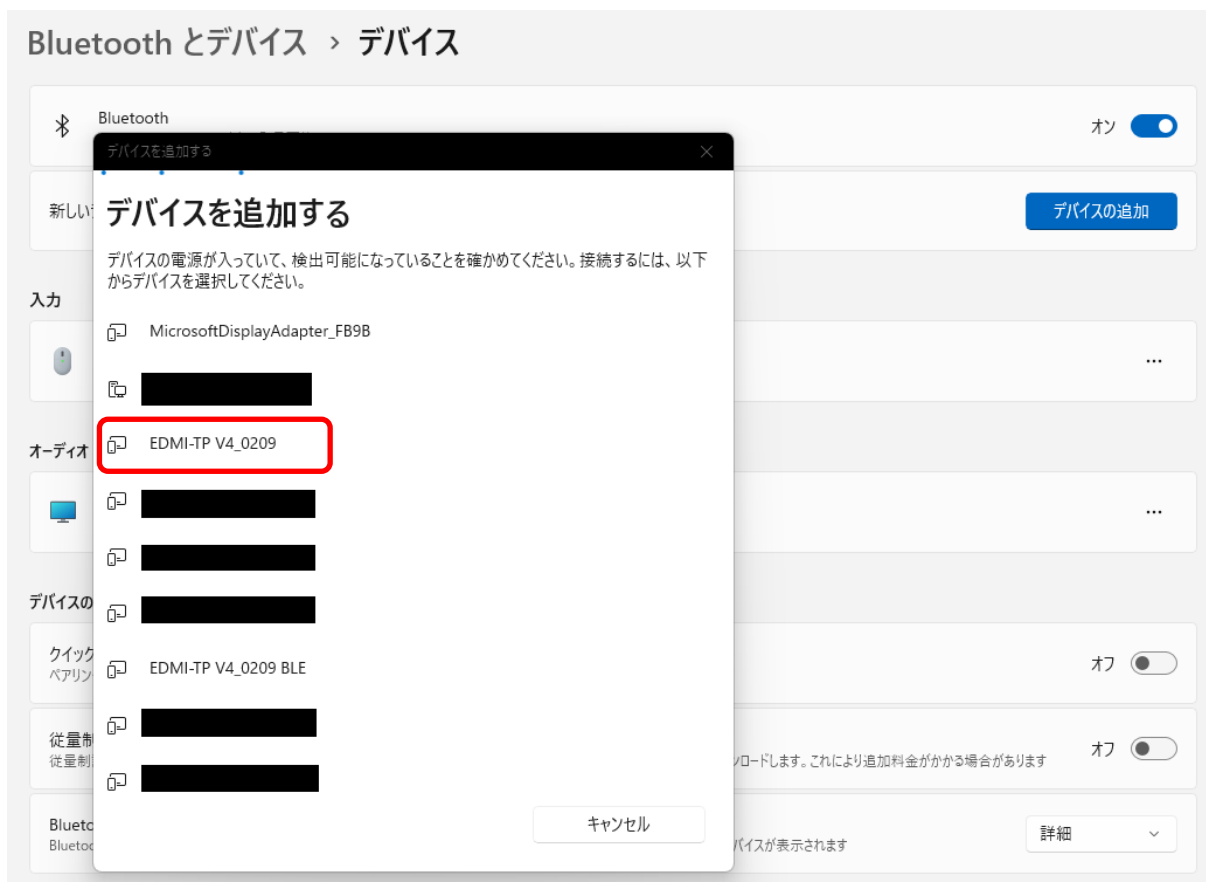 Bluetooth とデバイス › デバイス
Bluetooth
オン
デバイスを追加する
新しい
デバイスの追加
デバイスを追加する
デバイスの電源が入っていて、検出可能になっていることを確かめてください。接続するには、以下
からデバイスを選択してください。
入力
MicrosoftDisplayAdapter_FB9B
オーディオ
EDMI-TP V4_0209
デバイスの
クイック
ペアリン
オフ
EDMI-TP V4_0209 BLE
従量制
従量制
ンロードします。これにより追加料金がかかる場合があります
オフ
キャンセル
Blueto
Bluetoo
バイスが表示されます
詳細